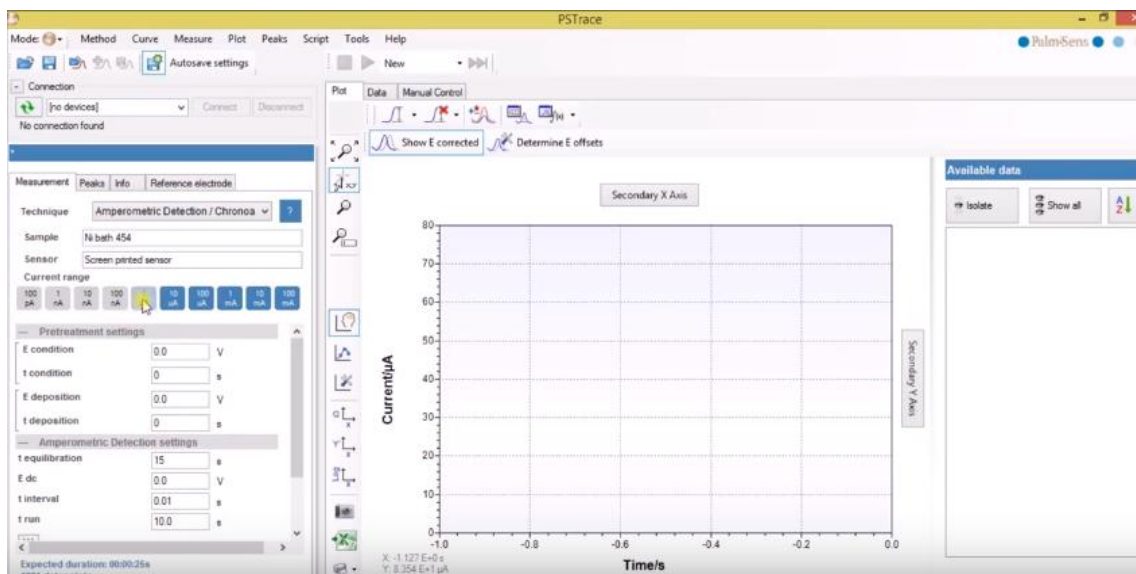 PSTrace
Mode: Method Curve Measure Plot Peaks Script Tools Help
PalmSens
Autosave settings
New
Connection
[no devices] Connect Disconnect
No connection found
Plot Data Manual Control
Show E corrected Determine E offsets
Measurement Peaks Info Reference electrode
Technique Amperometric Detection / Chronoa ?
Sample Ni bath 454
Sensor Screen printed sensor
Current range
100 pA 1 nA 10 nA 100 nA 10 uA 100 uA 1 mA 10 mA 100 mA
Pretreatment settings
E condition 0.0 V
t condition 0 s
E deposition 0.0 V
t deposition 0 s
Amperometric Detection settings
t equilibration 15 s
E dc 0.0 V
t interval 0.01 s
t run 10.0 s
Expected duration: 00:00:25s
Secondary X Axis
80
70
60
50
40
30
20
10
0
Current/µA
-1.0 -0.8 -0.6 -0.4 -0.2 0.0
Time/s
X: -1.127 E+0 s
Y: 8.354 E+1 µA
Secondary Y Axis
Available data
Isolate Show all A Z